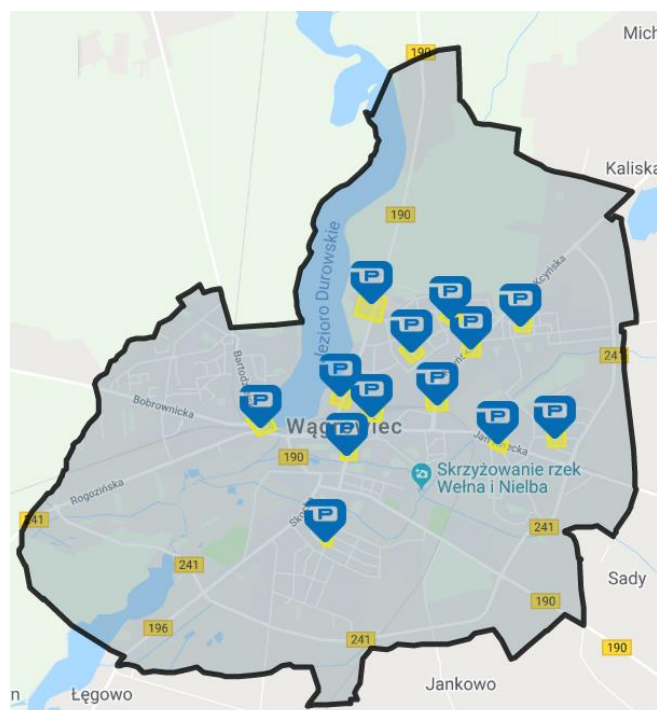 Mich
190
Kaliska
190
Jezioro Durowskie
Kcyńska
P
P
P
P
P
241
P
P
P
P
P
P
Bobrownicka
Wągrowiec
P
190
Skrzyżowanie rzek
Wełna i Nielba
Rogozińska
P
241
241
241
Sady
190
196
241
190
Łęgowo
Jankowo
n